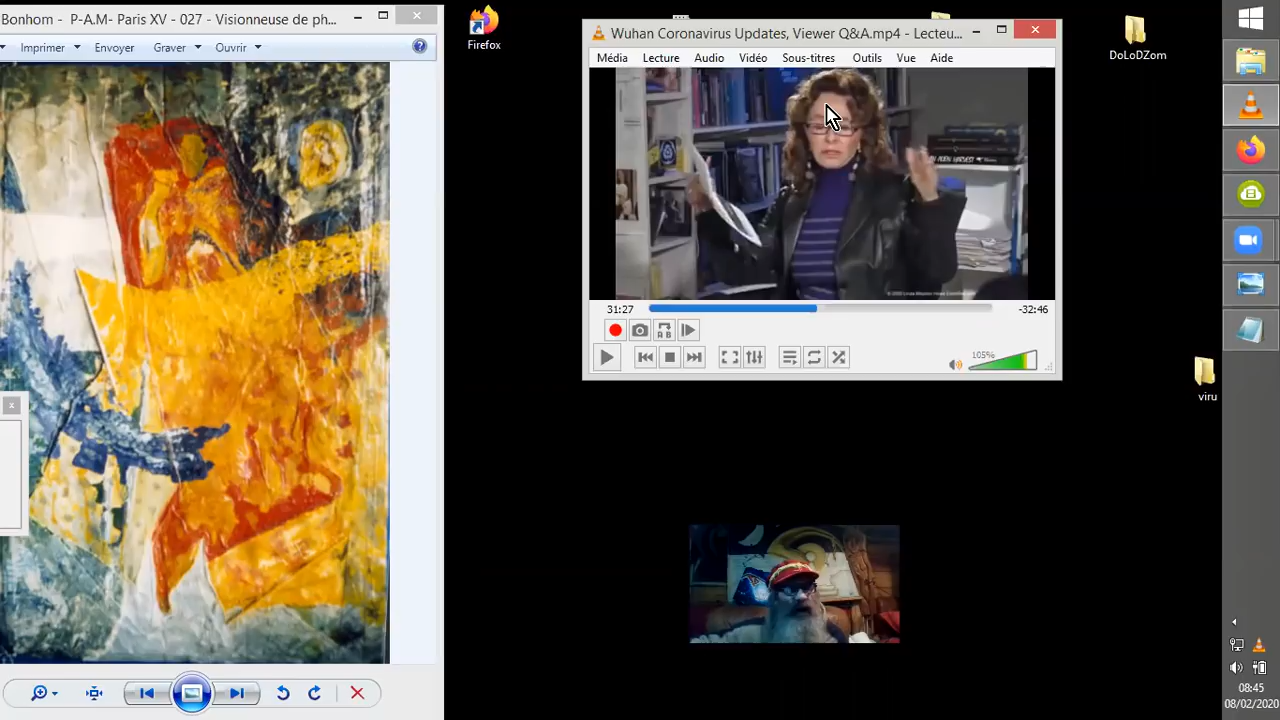 Bonhom - P-A.M- Paris XV - 027 - Visionneuse de ph...
Imprimer Envoyer Graver Ouvrir
Firefox
Wuhan Coronavirus Updates, Viewer Q&A.mp4 - Lecteu...
Média Lecture Audio Vidéo Sous-titres Outils Vue Aide
HARVEST
31:27
-32:46
105%
DoLoDZom
viru
08:45
08/02/2020